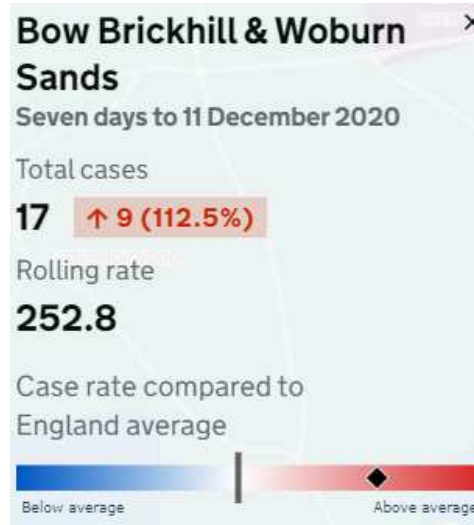 Bow Brickhill & Woburn
Sands
Seven days to 11 December 2020
Total cases
17 ↑ 9 (112.5%)
Rolling rate
252.8
Case rate compared to
England average
Below average Above average